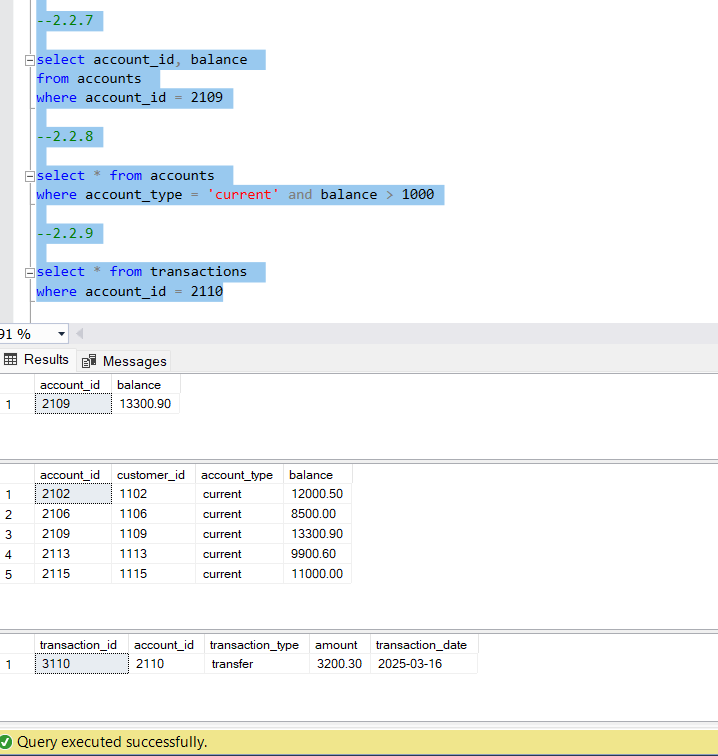 --2.2.7
select account_id, balance
from accounts
where account_id = 2109
--2.2.8
select * from accounts
where account_type = 'current' and balance > 1000
--2.2.9
select * from transactions
where account_id = 2110
91 %
Results Messages
account_id balance
1 2109 13300.90
account_id customer_id account_type balance
1 2102 1102 current 12000.50
2 2106 1106 current 8500.00
3 2109 1109 current 13300.90
4 2113 1113 current 9900.60
5 2115 1115 current 11000.00
transaction_id account_id transaction_type amount transaction_date
1 3110 2110 transfer 3200.30 2025-03-16
Query executed successfully.